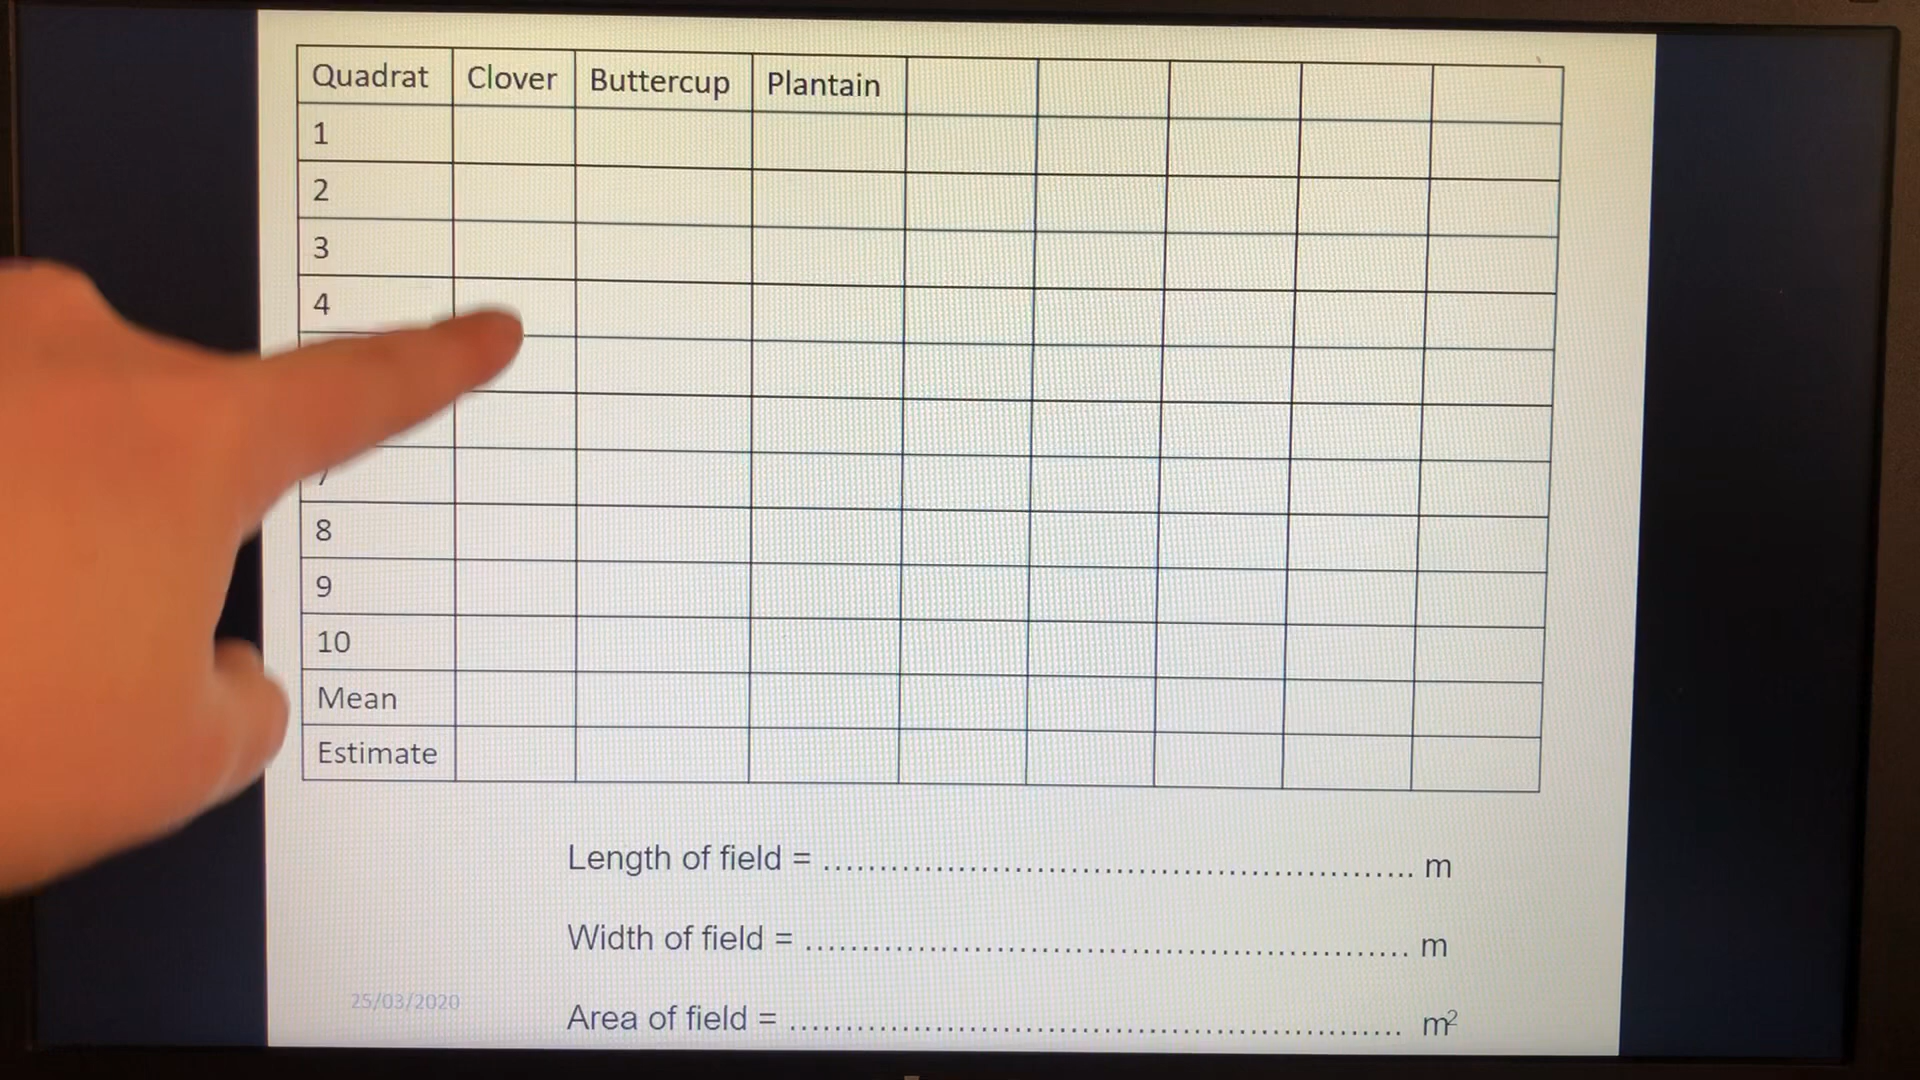 Quadrat Clover Buttercup Plantain
1
2
3
4
8
9
10
Mean
Estimate
Length of field = ........................................................... m
Width of field = ............................................................ m
25/03/2020
Area of field = ............................................................. m²